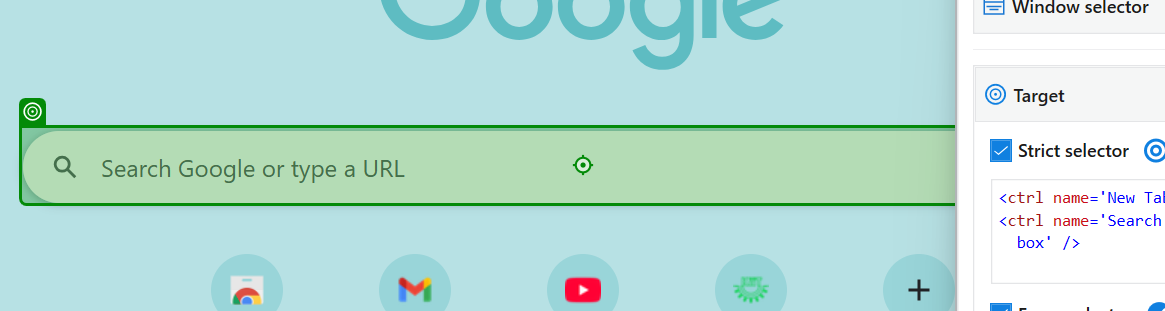 Google
Search Google or type a URL
Window selector
Target
Strict selector
<ctrl name='New Tab
<ctrl name='Search
box' />